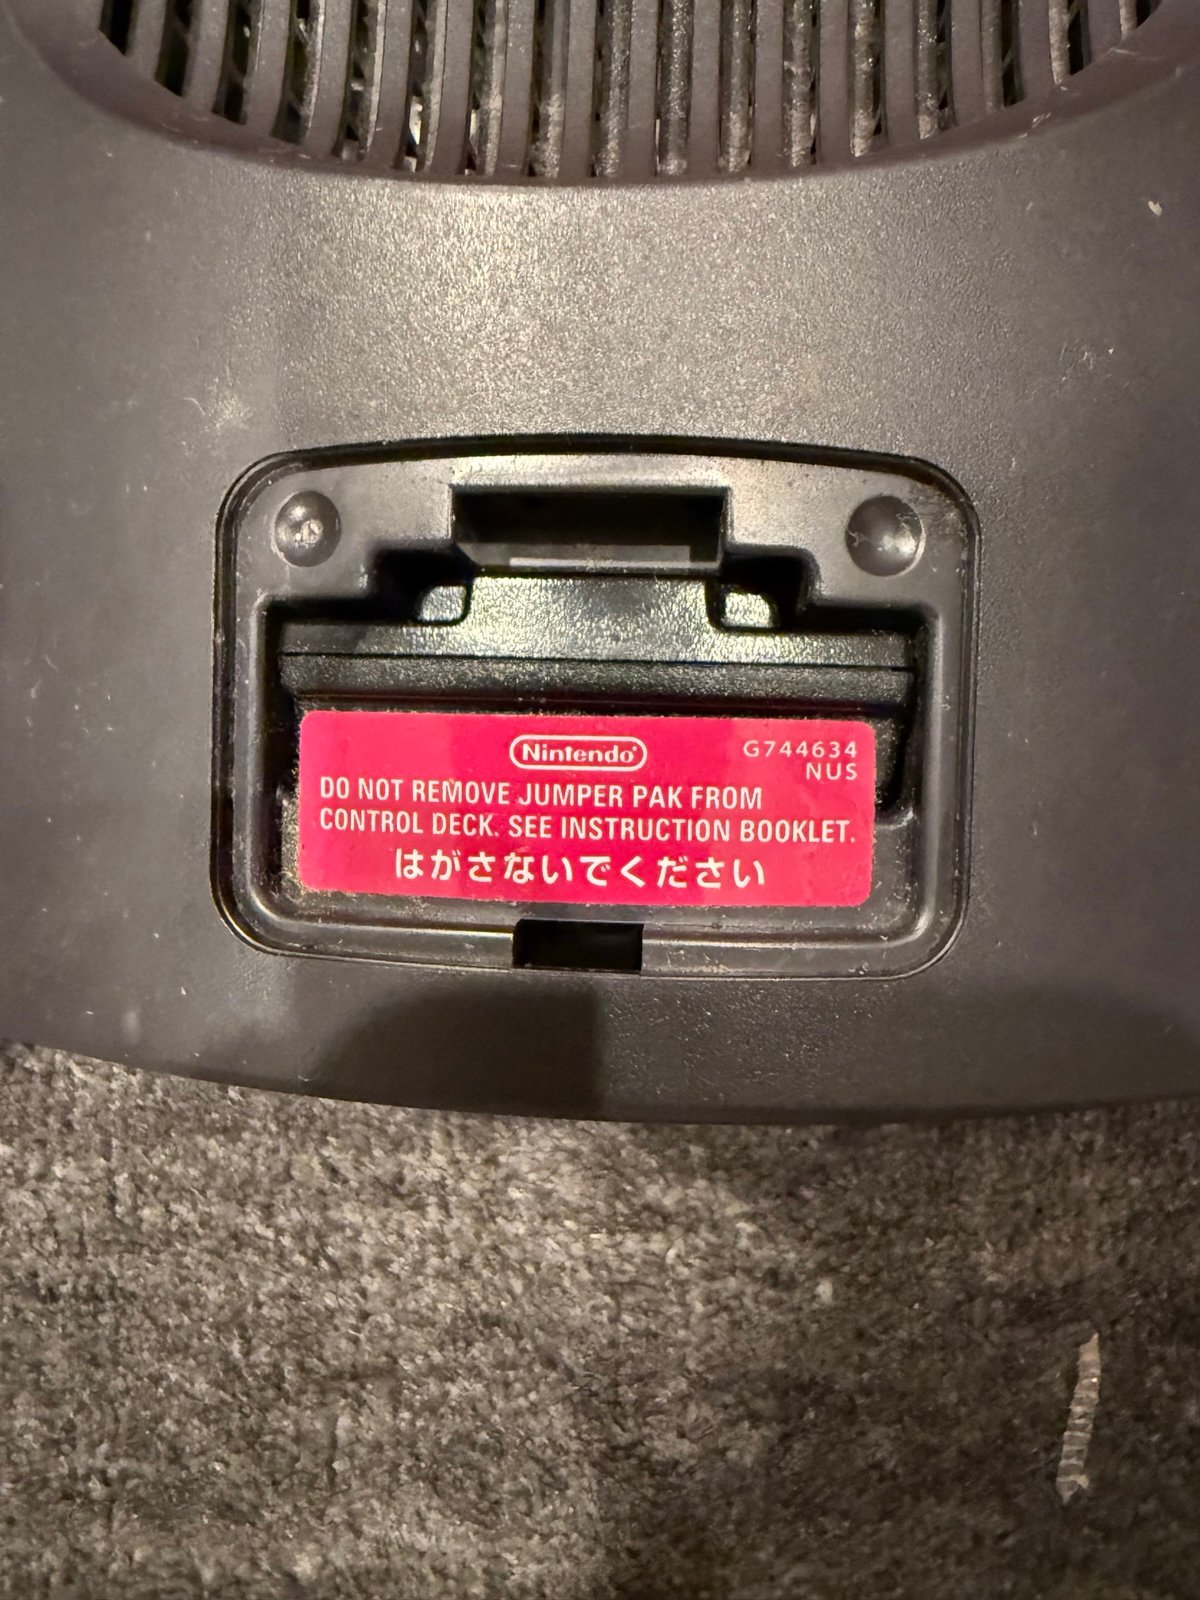 Nintendo
G744634
NUS
DO NOT REMOVE JUMPER PAK FROM
CONTROL DECK. SEE INSTRUCTION BOOKLET.
はがさないでください